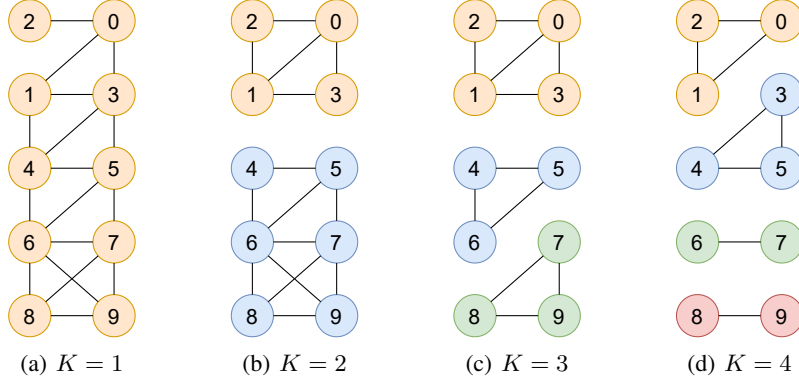 2 0 2 0 2 0 2 0
1 3 1 3 1 3 1 3
4 5 4 5 4 5 4 5
6 7 6 7 6 7 6 7
8 9 8 9 8 9 8 9
(a) K = 1 (b) K = 2 (c) K = 3 (d) K = 4